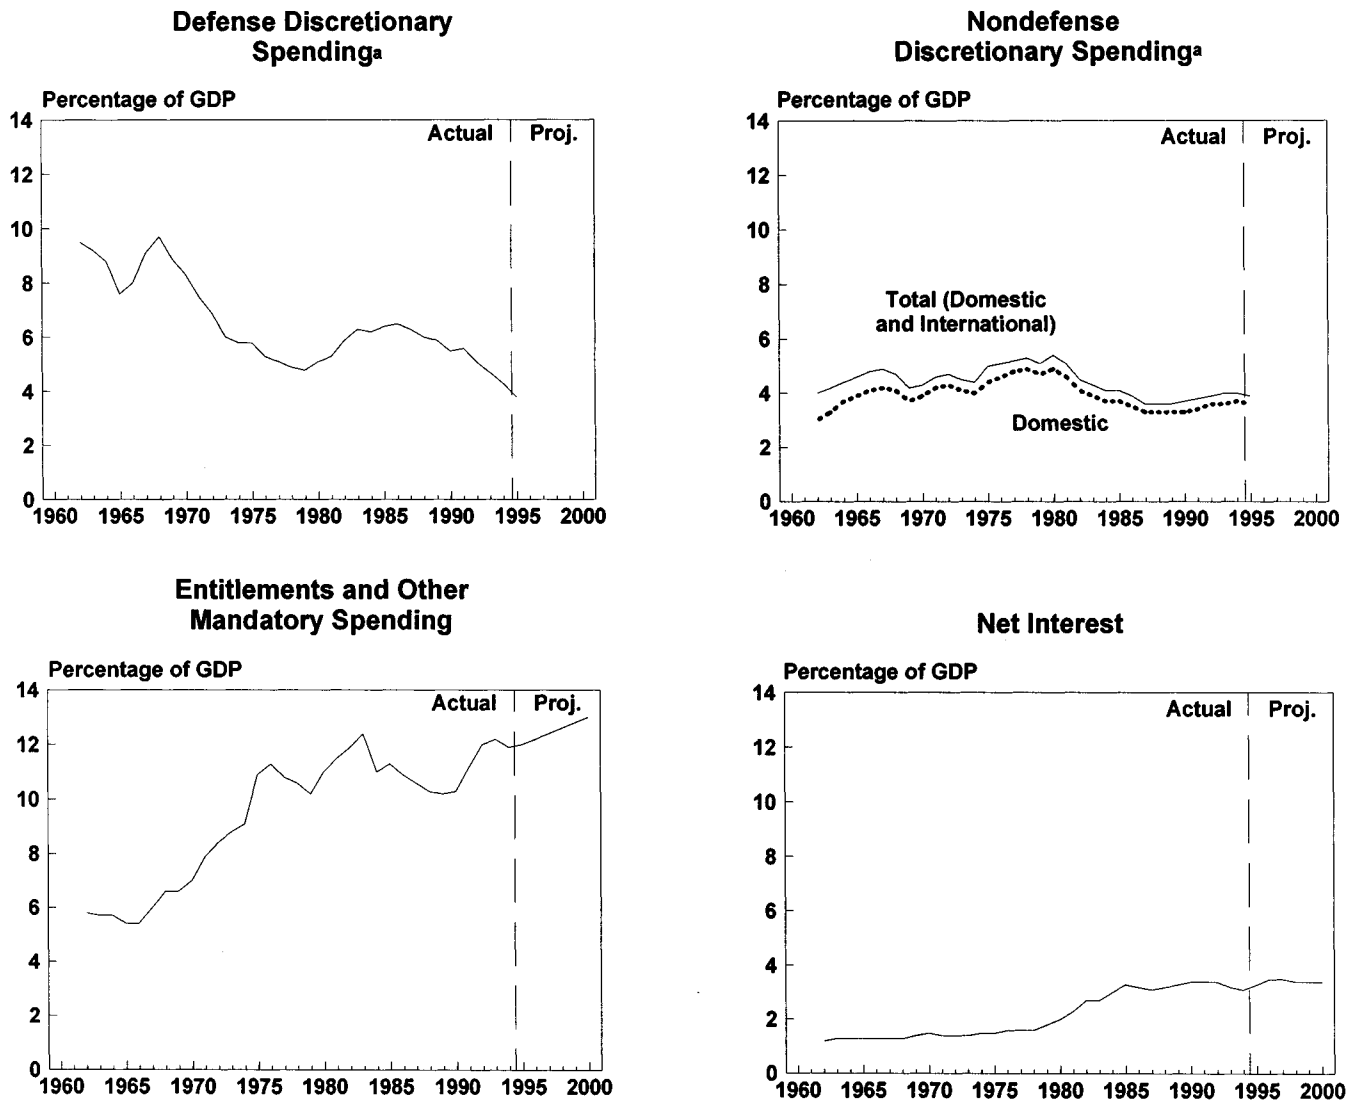 Defense Discretionary
Spendingᵃ
Percentage of GDP
14
12
10
8
6
4
2
0
Actual
Proj.
1960 1965 1970 1975 1980 1985 1990 1995 2000
Nondefense
Discretionary Spendingᵃ
Percentage of GDP
14
12
10
8
6
4
2
0
Actual
Proj.
Total (Domestic
and International)
Domestic
1960 1965 1970 1975 1980 1985 1990 1995 2000
Entitlements and Other
Mandatory Spending
Percentage of GDP
14
12
10
8
6
4
2
0
Actual
Proj.
1960 1965 1970 1975 1980 1985 1990 1995 2000
Net Interest
Percentage of GDP
14
12
10
8
6
4
2
0
Actual
Proj.
1960 1965 1970 1975 1980 1985 1990 1995 2000